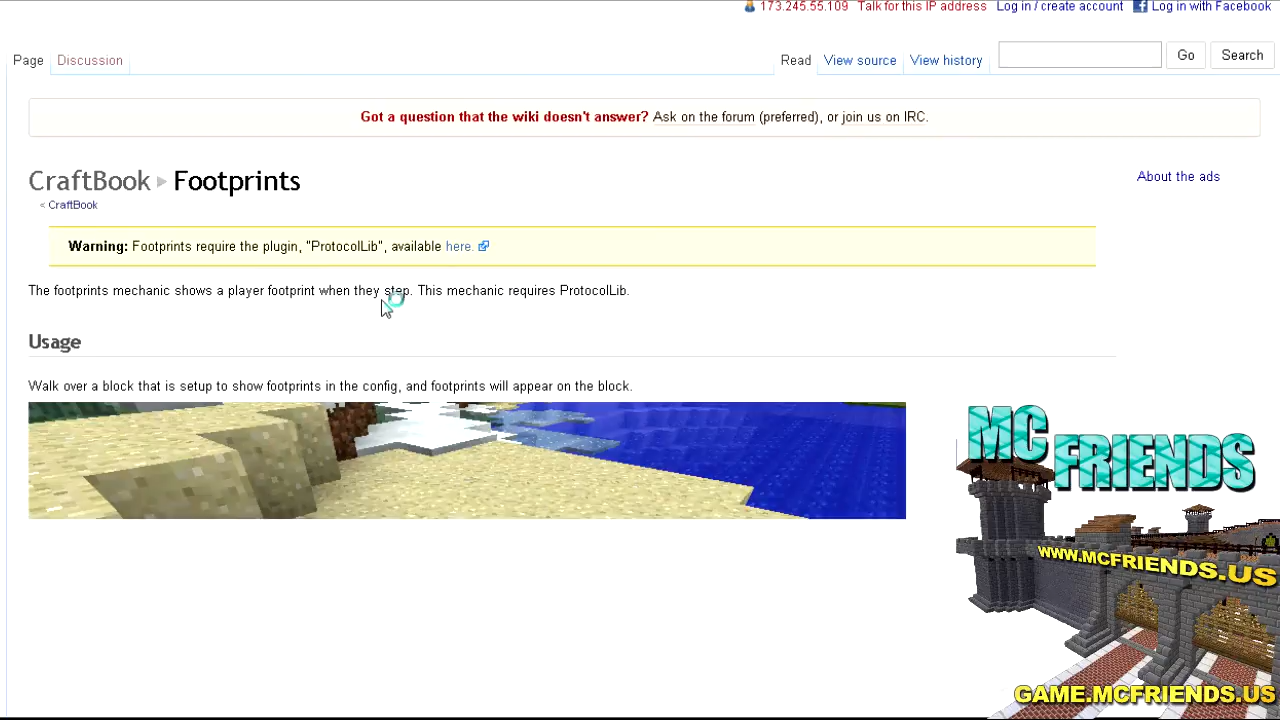 173.245.55.109 Talk for this IP address Log in / create account Log in with Facebook
Page Discussion Read View source View history Go Search
Got a question that the wiki doesn't answer? Ask on the forum (preferred), or join us on IRC.
CraftBook ▸ Footprints
About the ads
< CraftBook
Warning: Footprints require the plugin, "ProtocolLib", available here.
The footprints mechanic shows a player footprint when they step. This mechanic requires ProtocolLib.
Usage
Walk over a block that is setup to show footprints in the config, and footprints will appear on the block.
MC
FRIENDS
WWW.MCFRIENDS.US
GAME.MCFRIENDS.US